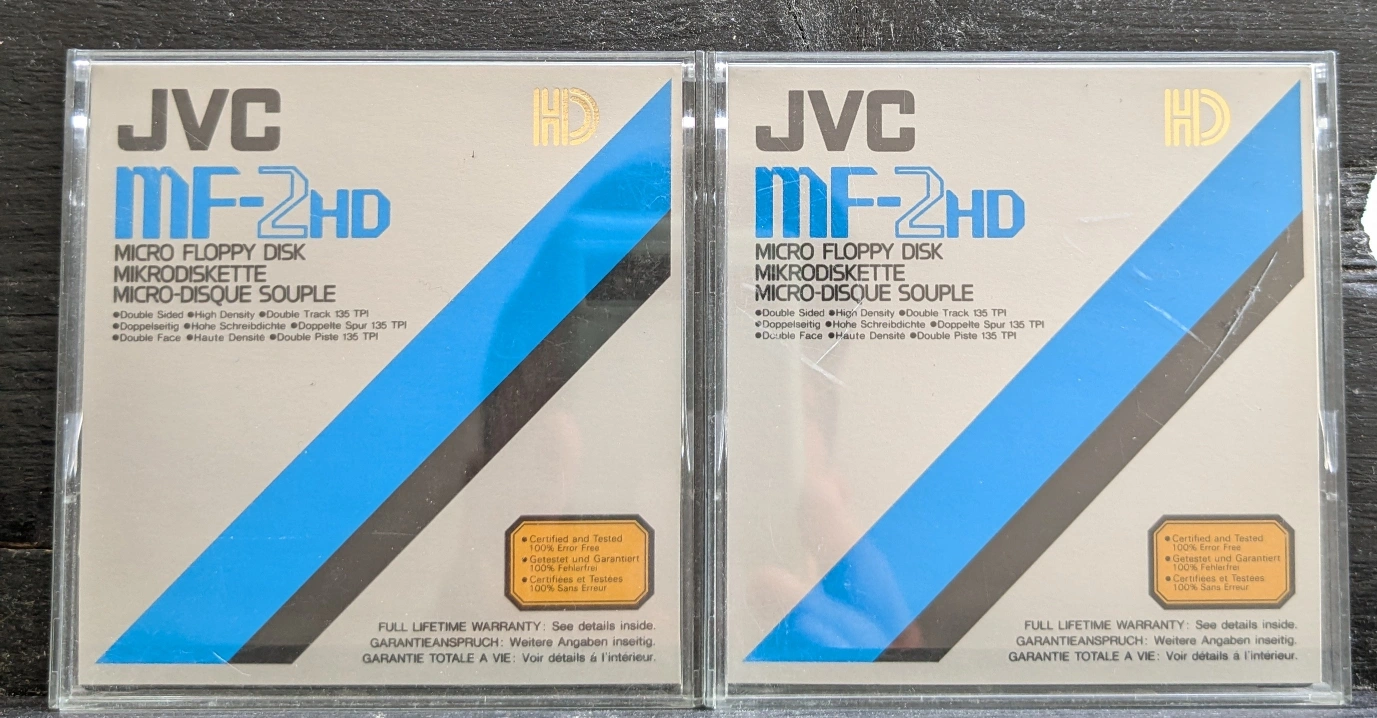 JVC
HD
MF-2HD
MICRO FLOPPY DISK
MIKRODISKETTE
MICRO-DISQUE SOUPLE
●Double Sided ●High Density ●Double Track 135 TPI
●Doppelseitig ●Hohe Schreibdichte ●Doppelte Spur 135 TPI
●Double Face ●Haute Densité ●Double Piste 135 TPI
●Certified and Tested
100% Error Free
●Getestet und Garantiert
100% Fehlerfrei
●Certifiées et Testées
100% Sans Erreur
FULL LIFETIME WARRANTY: See details inside.
GARANTIEANSPRUCH: Weitere Angaben inseitig.
GARANTIE TOTALE A VIE: Voir détails á l'intérieur.
JVC
HD
MF-2HD
MICRO FLOPPY DISK
MIKRODISKETTE
MICRO-DISQUE SOUPLE
●Double Sided ●High Density ●Double Track 135 TPI
●Doppelseitig ●Hohe Schreibdichte ●Doppelte Spur 135 TPI
●Double Face ●Haute Densité ●Double Piste 135 TPI
●Certified and Tested
100% Error Free
●Getestet und Garantiert
100% Fehlerfrei
●Certifiées et Testées
100% Sans Erreur
FULL LIFETIME WARRANTY: See details inside.
GARANTIEANSPRUCH: Weitere Angaben inseitig.
GARANTIE TOTALE A VIE: Voir détails á l'intérieur.